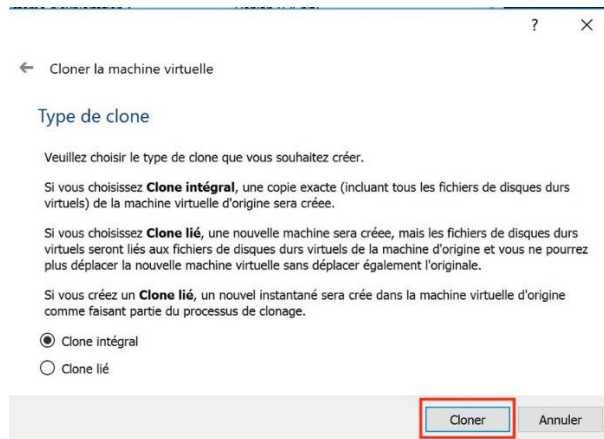 ?
Cloner la machine virtuelle
Type de clone
Veuillez choisir le type de clone que vous souhaitez créer.
Si vous choisissez Clone intégral, une copie exacte (incluant tous les fichiers de disques durs
virtuels) de la machine virtuelle d'origine sera créee.
Si vous choisissez Clone lié, une nouvelle machine sera créee, mais les fichiers de disques durs
virtuels seront liés aux fichiers de disques durs virtuels de la machine d'origine et vous ne pourrez
plus déplacer la nouvelle machine virtuelle sans déplacer également l'originale.
Si vous créez un Clone lié, un nouvel instantané sera crée dans la machine virtuelle d'origine
comme faisant partie du processus de clonage.
Clone intégral
Clone lié
Cloner Annuler